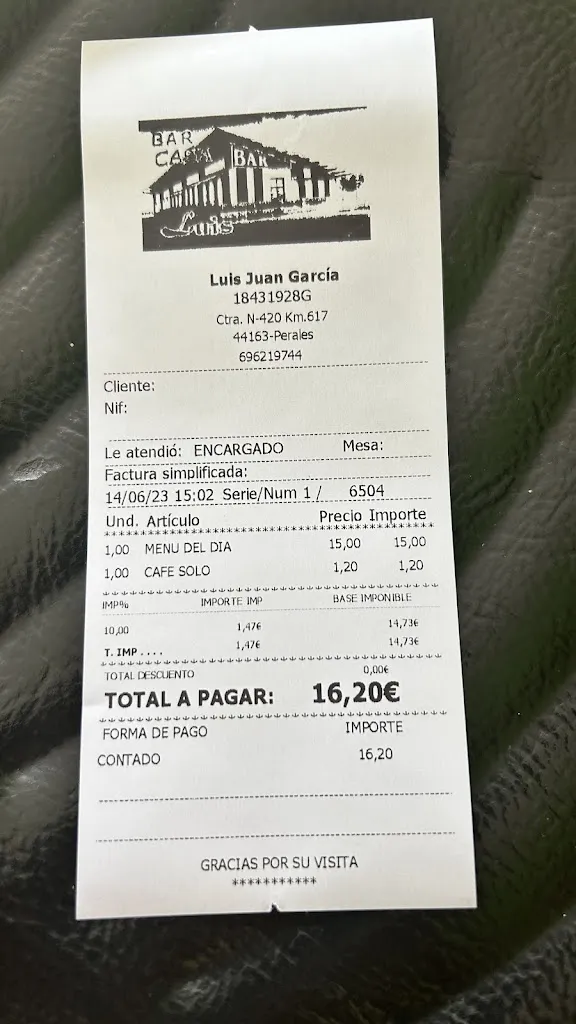 BAR
CASA BAR
Luis
Luis Juan García
18431928G
Ctra. N-420 Km.617
44163-Perales
696219744
Cliente:
Nif:
Le atendió: ENCARGADO Mesa:
Factura simplificada:
14/06/23 15:02 Serie/Num 1 / 6504
Und. Artículo Precio Importe
1,00 MENU DEL DIA 15,00 15,00
1,00 CAFE SOLO 1,20 1,20
IMP% IMPORTE IMP BASE IMPONIBLE
10,00 1,47€ 14,73€
T. IMP .... 1,47€ 14,73€
TOTAL DESCUENTO 0,00€
TOTAL A PAGAR: 16,20€
FORMA DE PAGO IMPORTE
CONTADO 16,20
GRACIAS POR SU VISITA
***********